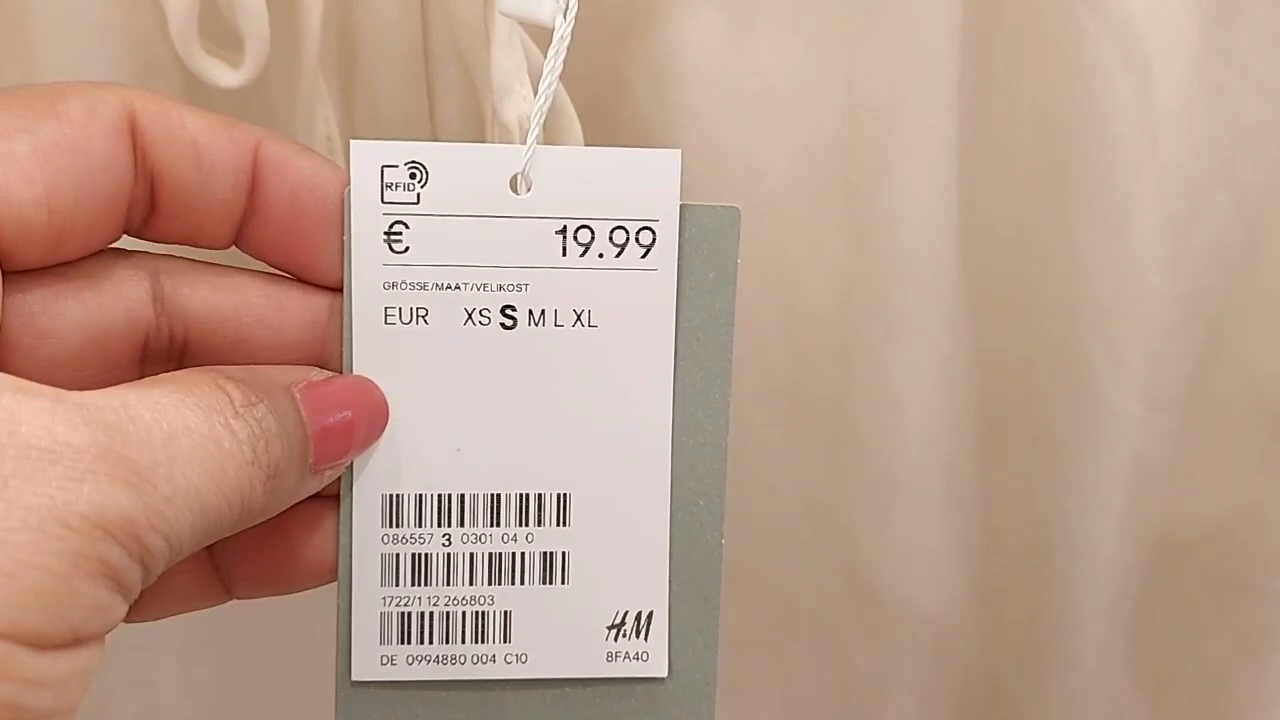 RFID
€ 19.99
GRÖSSE/MAAT/VELIKOST
EUR XS S M L XL
086557 3 0301 04 0
1722/1 12 266803
H&M
DE 0994880 004 C10
8FA40